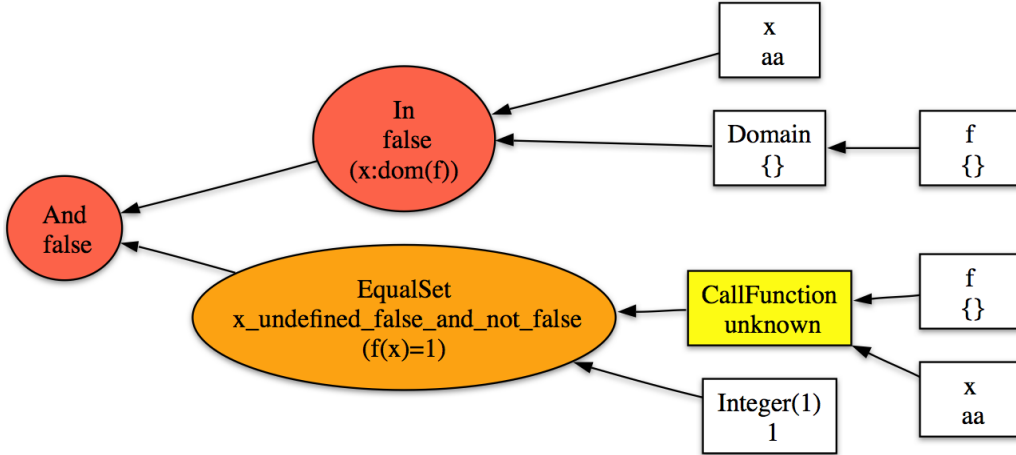 x
aa
In
false
(x:dom(f))
Domain
{}
f
{}
And
false
EqualSet
x_undefined_false_and_not_false
(f(x)=1)
CallFunction
unknown
f
{}
Integer(1)
1
x
aa